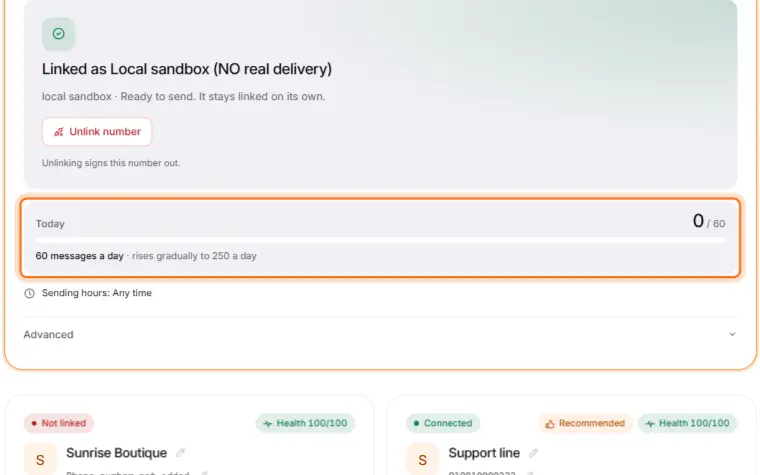 Linked as Local sandbox (NO real delivery)
local sandbox · Ready to send. It stays linked on its own.
Unlink number
Unlinking signs this number out.
Today 0 / 60
60 messages a day · rises gradually to 250 a day
Sending hours: Any time
Advanced
Not linked Health 100/100
Connected Recommended Health 100/100
S Sunrise Boutique
S Support line